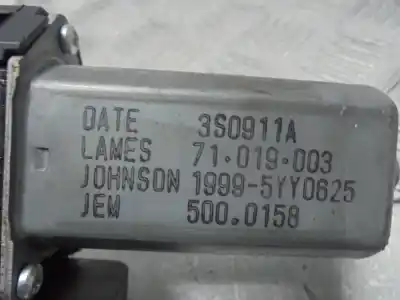 DATE 3S0911A
LAMES 71.019.003
JOHNSON 1999-5YY0625
JEM 500.0158